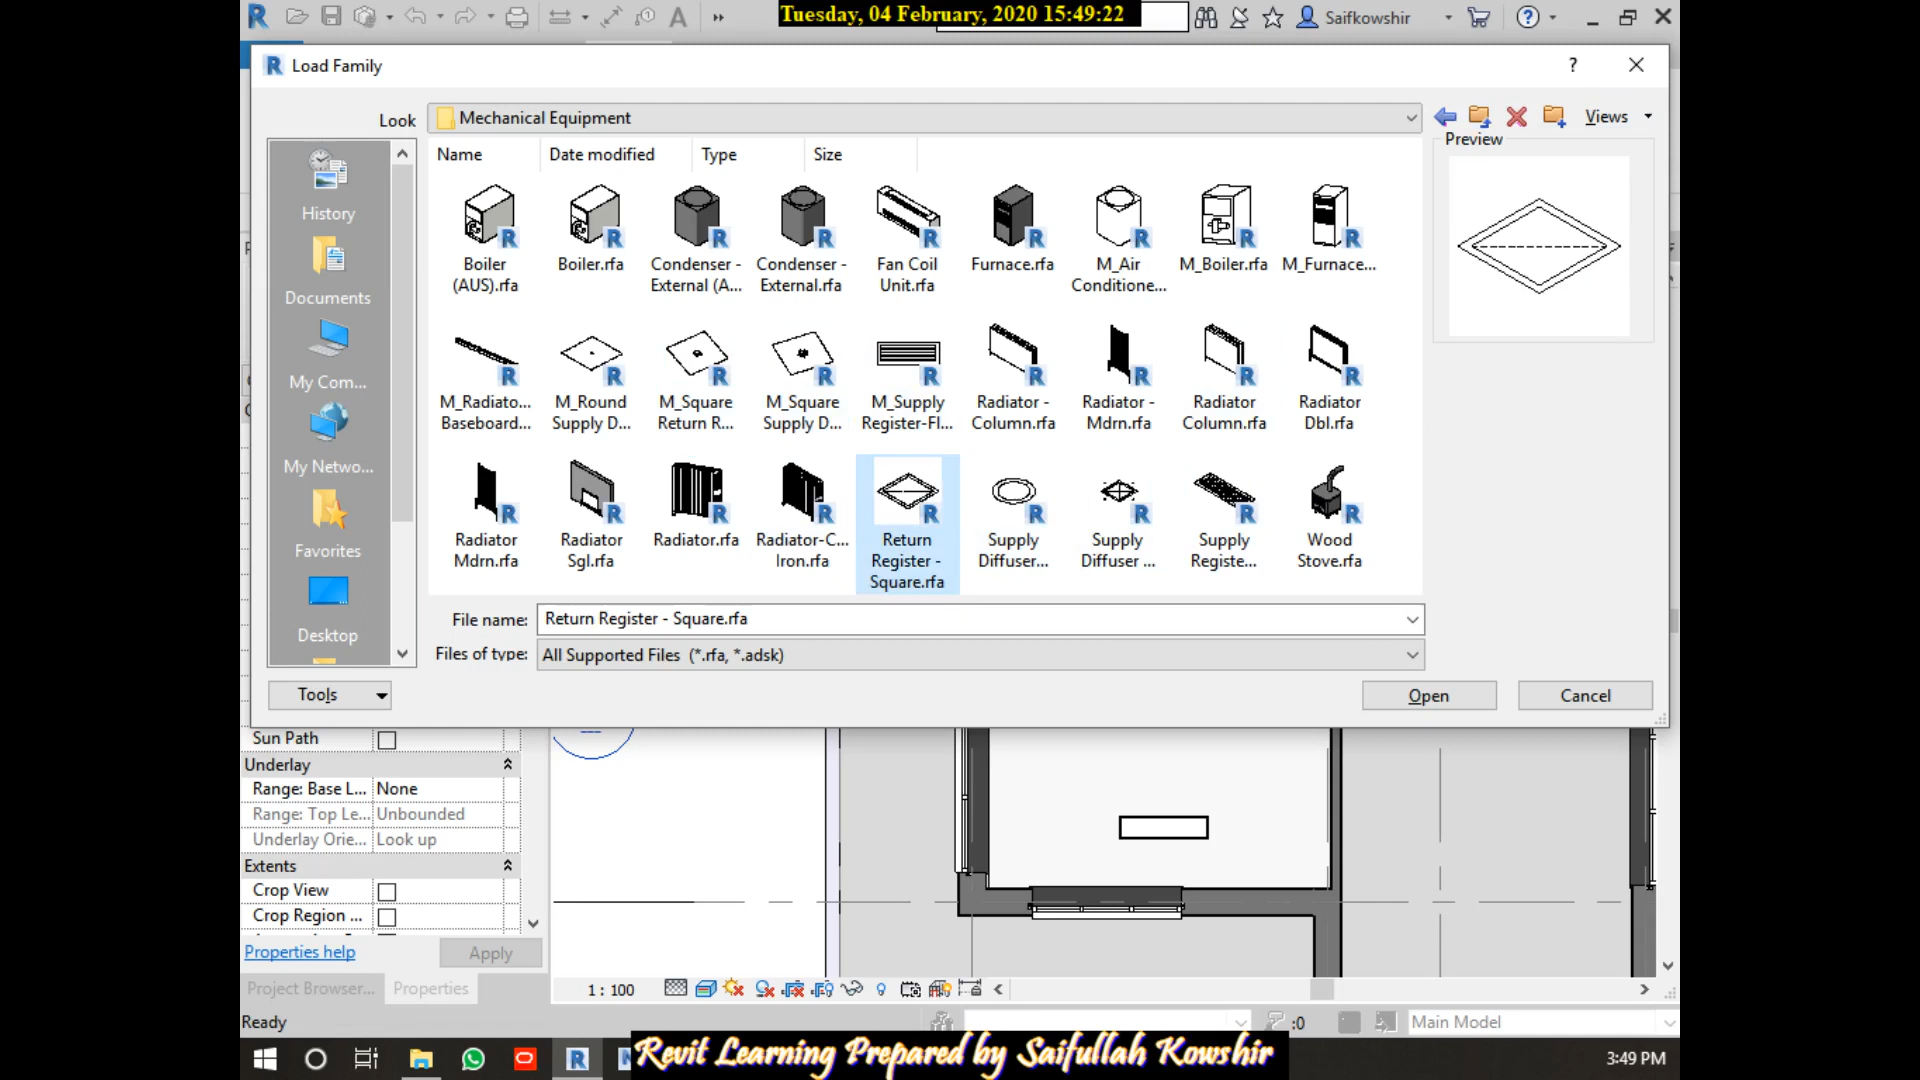 Tuesday, 04 February, 2020 15:49:22
Saifkowshir
Load Family
Look
Mechanical Equipment
Views
Name
Date modified
Type
Size
Preview
History
Documents
My Com...
My Netwo...
Favorites
Desktop
Boiler
(AUS).rfa
Boiler.rfa
Condenser -
External (A...
Condenser -
External.rfa
Fan Coil
Unit.rfa
Furnace.rfa
M_Air
Conditione...
M_Boiler.rfa
M_Furnace...
M_Radiato...
Baseboard...
M_Round
Supply D...
M_Square
Return R...
M_Square
Supply D...
M_Supply
Register-Fl...
Radiator -
Column.rfa
Radiator -
Mdrn.rfa
Radiator
Column.rfa
Radiator
Dbl.rfa
Radiator
Mdrn.rfa
Radiator
Sgl.rfa
Radiator.rfa
Radiator-C...
Iron.rfa
Return
Register -
Square.rfa
Supply
Diffuser...
Supply
Diffuser ...
Supply
Registe...
Wood
Stove.rfa
File name:
Return Register - Square.rfa
Files of type:
All Supported Files (*.rfa, *.adsk)
Tools
Open
Cancel
Sun Path
Underlay
Range: Base L... None
Range: Top Le... Unbounded
Underlay Orie... Look up
Extents
Crop View
Crop Region ...
Properties help
Apply
Project Browser...
Properties
1 : 100
Ready
:0
Main Model
Revit Learning Prepared by Saifullah Kowshir
3:49 PM